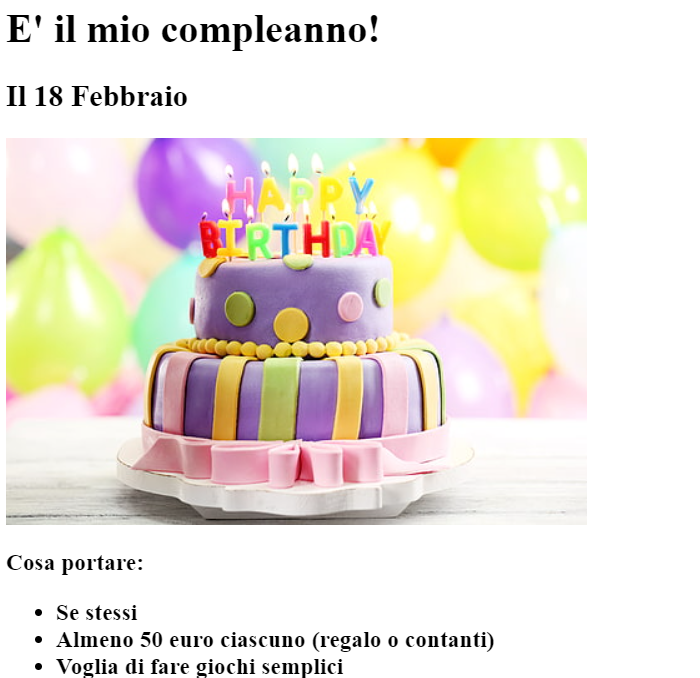 E' il mio compleanno!
Il 18 Febbraio
HAPPY
BIRTHDAY
Cosa portare:
• Se stessi
• Almeno 50 euro ciascuno (regalo o contanti)
• Voglia di fare giochi semplici